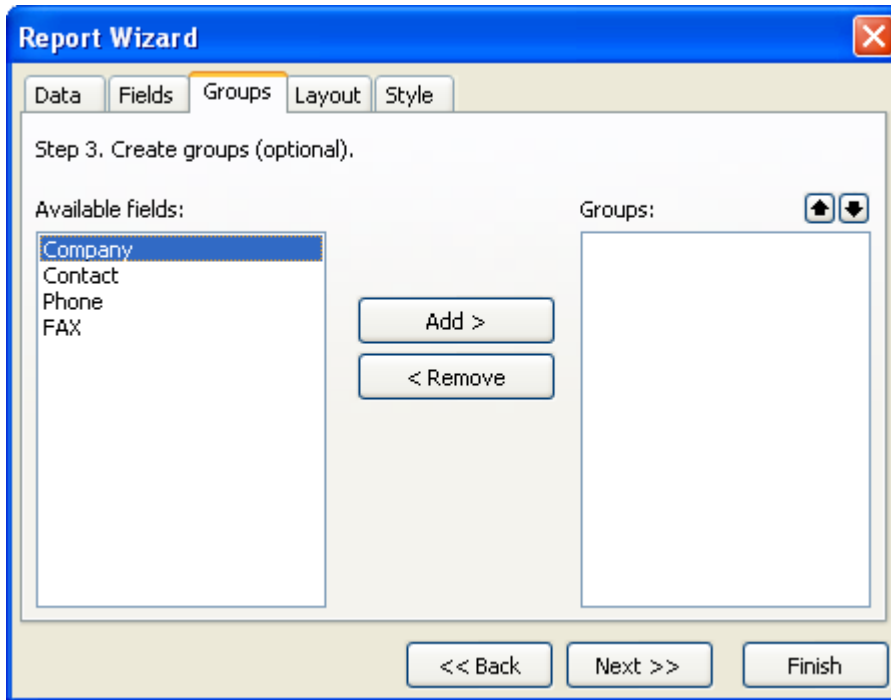 Report Wizard
Data Fields Groups Layout Style
Step 3. Create groups (optional).
Available fields: Groups:
Company
Contact
Phone
FAX
Add >
< Remove
<< Back Next >> Finish